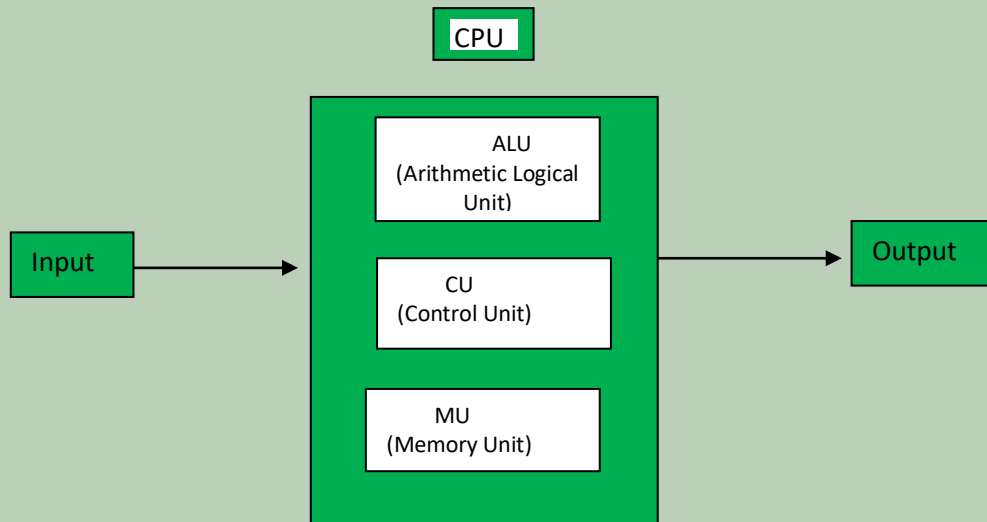 CPU
ALU
(Arithmetic Logical
Unit)
Input
CU
(Control Unit)
Output
MU
(Memory Unit)